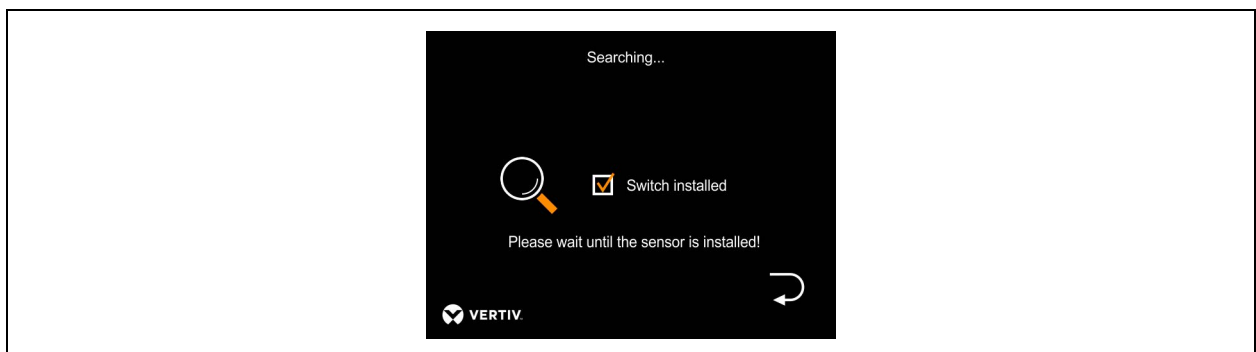 Searching...
Switch installed
Please wait until the sensor is installed!
VERTIV.